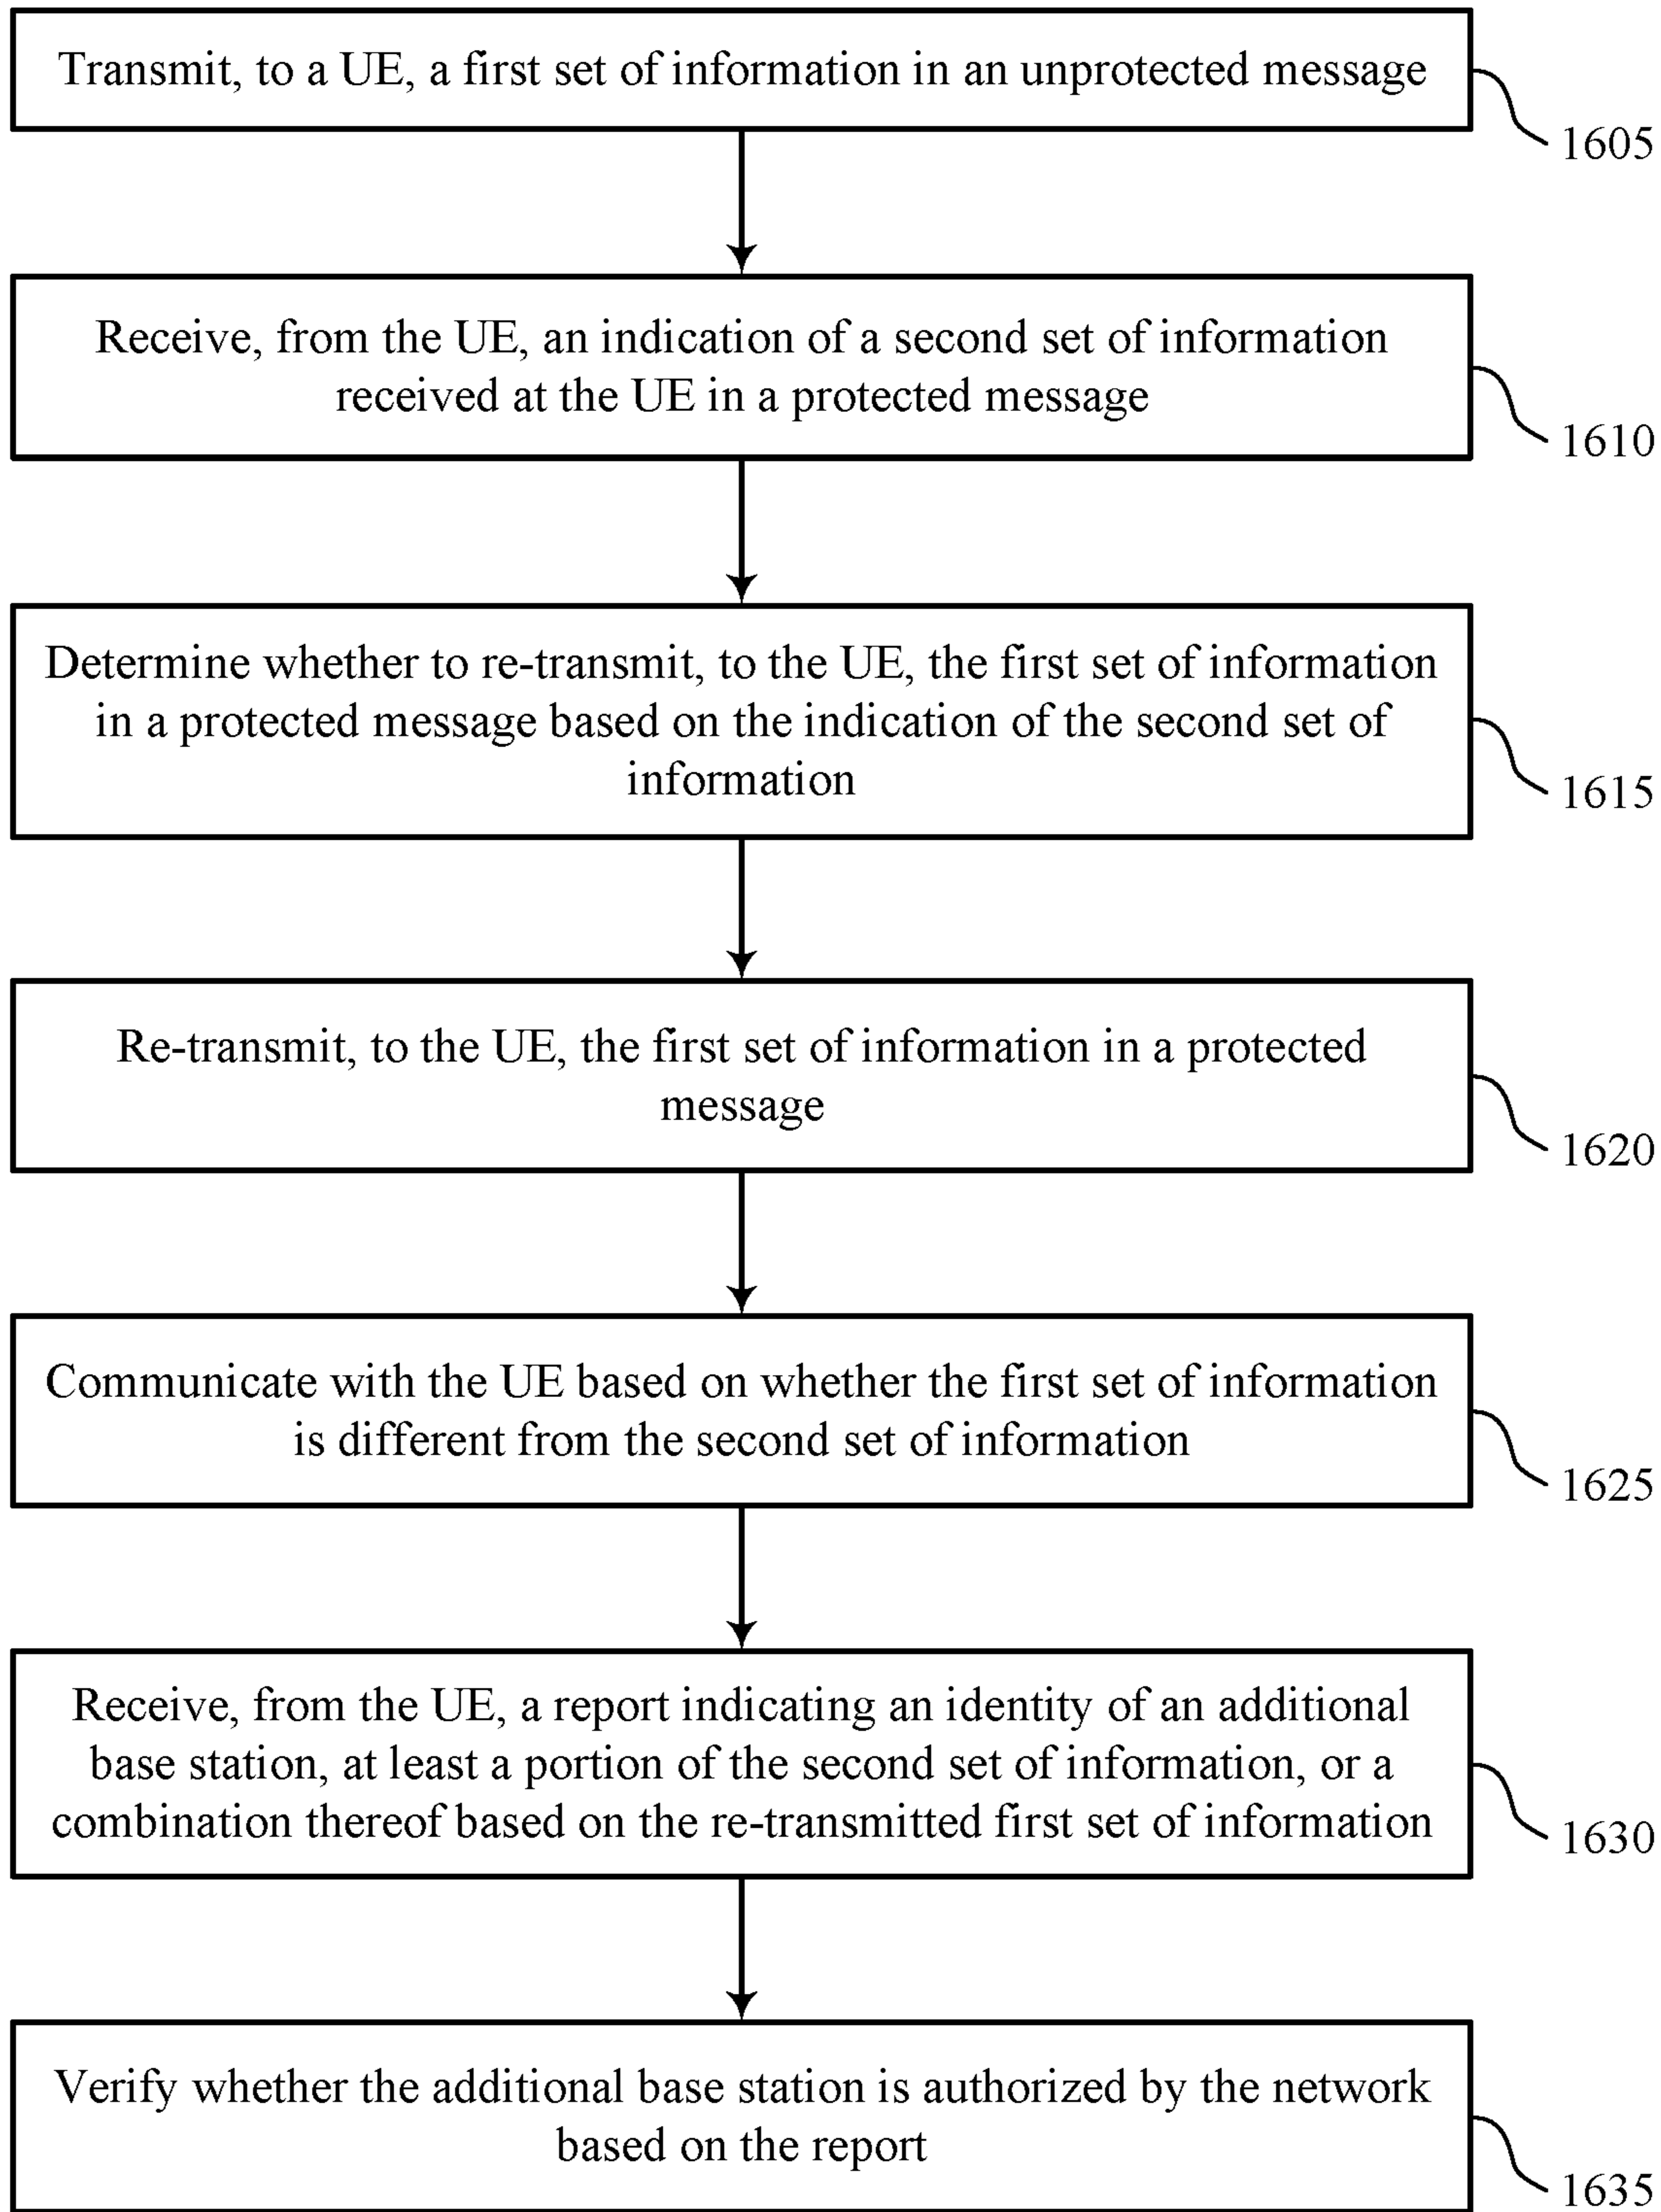 Transmit, to a UE, a first set of information in an unprotected message
1605
Receive, from the UE, an indication of a second set of information
received at the UE in a protected message
1610
Determine whether to re-transmit, to the UE, the first set of information
in a protected message based on the indication of the second set of
information
1615
Re-transmit, to the UE, the first set of information in a protected
message
1620
Communicate with the UE based on whether the first set of information
is different from the second set of information
1625
Receive, from the UE, a report indicating an identity of an additional
base station, at least a portion of the second set of information, or a
combination thereof based on the re-transmitted first set of information
1630
Verify whether the additional base station is authorized by the network
based on the report
1635